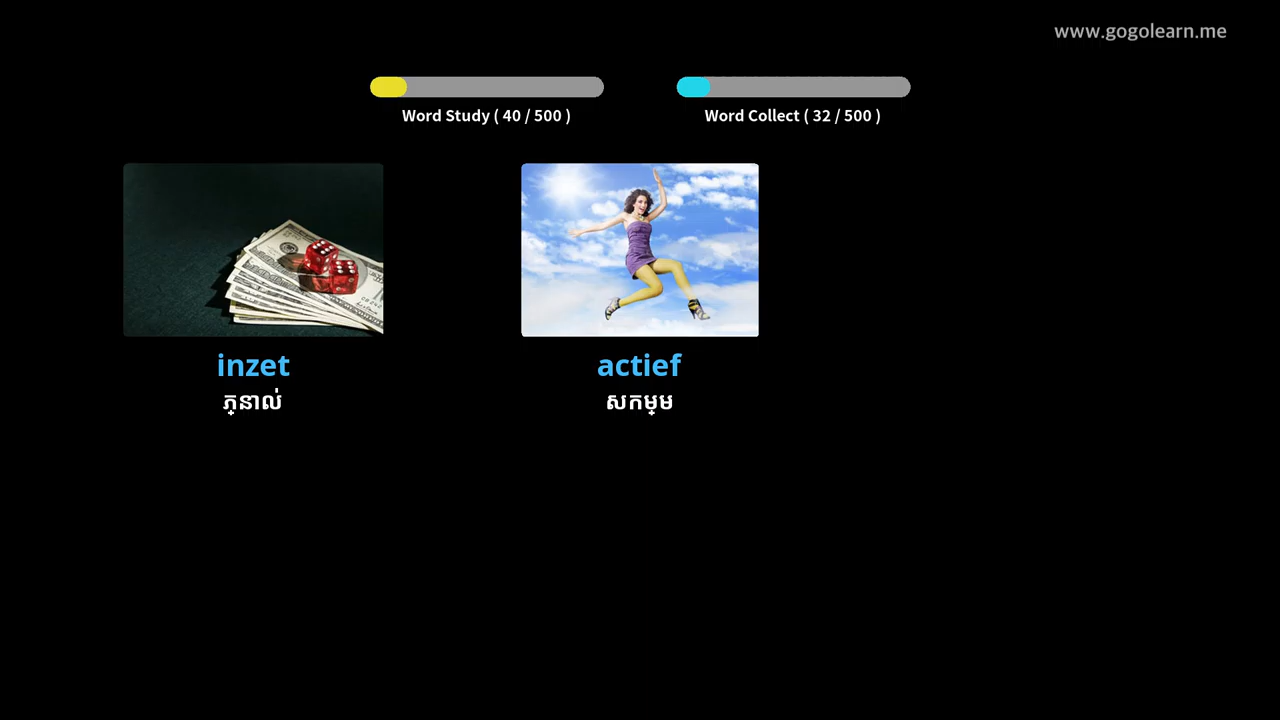 www.gogolearn.me
Word Study ( 40 / 500 )
Word Collect ( 32 / 500 )
inzet
ភ្នាល់
actief
សកម្ម